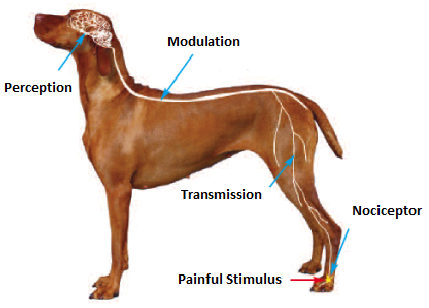 Modulation
Perception
Transmission
Nociceptor
Painful Stimulus